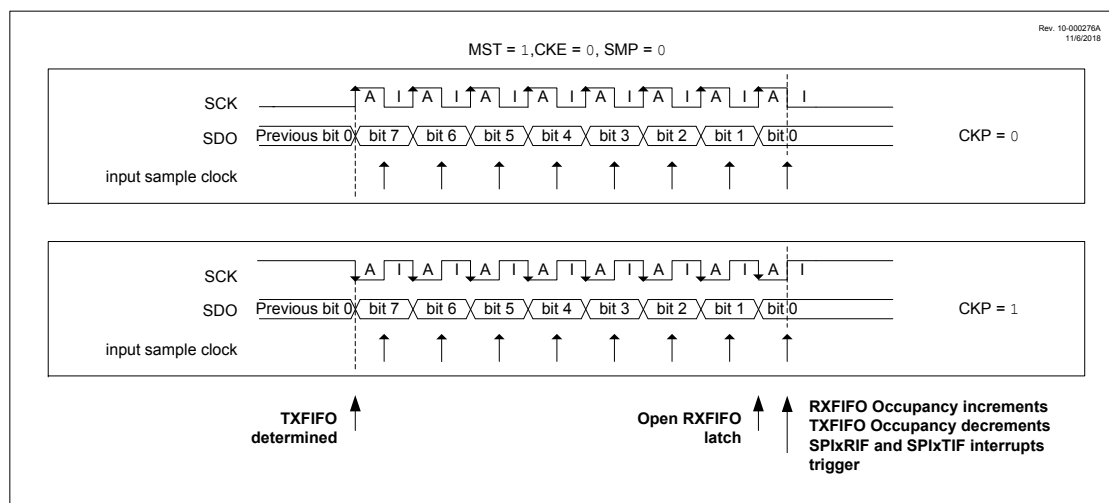 Rev. 10-000276A
11/6/2018
MST = 1,CKE = 0, SMP = 0
SCK A I A I A I A I A I A I A I A I
SDO Previous bit 0 bit 7 bit 6 bit 5 bit 4 bit 3 bit 2 bit 1 bit 0
CKP = 0
input sample clock
SCK A I A I A I A I A I A I A I A I
SDO Previous bit 0 bit 7 bit 6 bit 5 bit 4 bit 3 bit 2 bit 1 bit 0
CKP = 1
input sample clock
TXFIFO
determined
Open RXFIFO
latch
RXFIFO Occupancy increments
TXFIFO Occupancy decrements
SPIxRIF and SPIxTIF interrupts
trigger